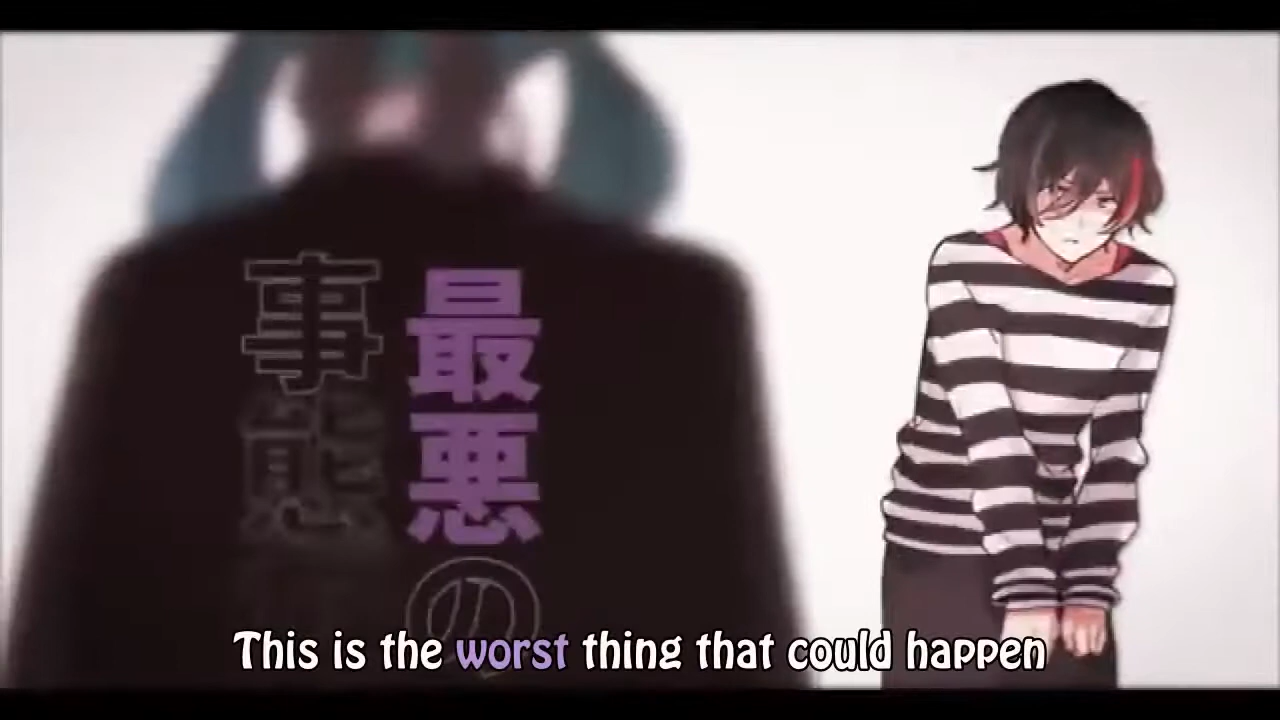 最悪の
事態
This is the worst thing that could happen